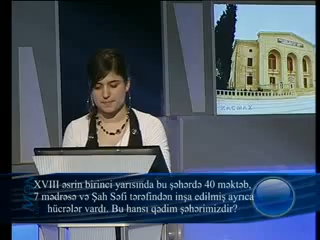 XVIII əsrin birinci yarısında bu şəhərdə 40 məktəb,
7 mədrəsə və Şah Səfi tərəfindən inşa edilmiş ayrıca
hücrələr vardı. Bu hansı qədim şəhərimizdir?